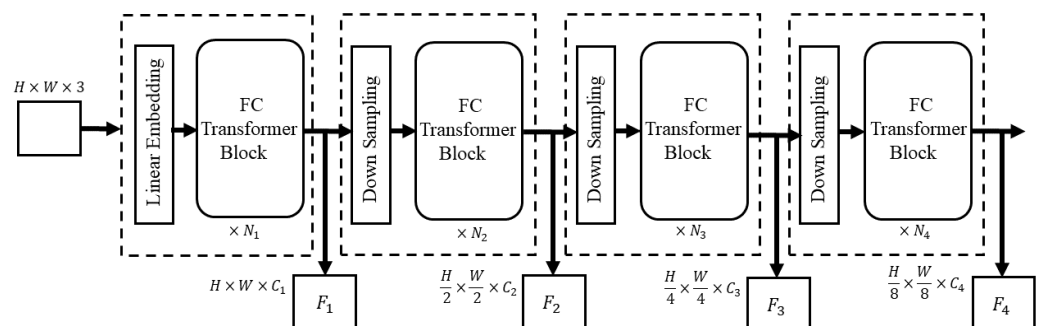 H × W × 3
Linear Embedding
FC
Transformer
Block
× N₁
Down Sampling
FC
Transformer
Block
× N₂
Down Sampling
FC
Transformer
Block
× N₃
Down Sampling
FC
Transformer
Block
× N₄
H × W × C₁
F₁
H/2 × W/2 × C₂
F₂
H/4 × W/4 × C₃
F₃
H/8 × W/8 × C₄
F₄